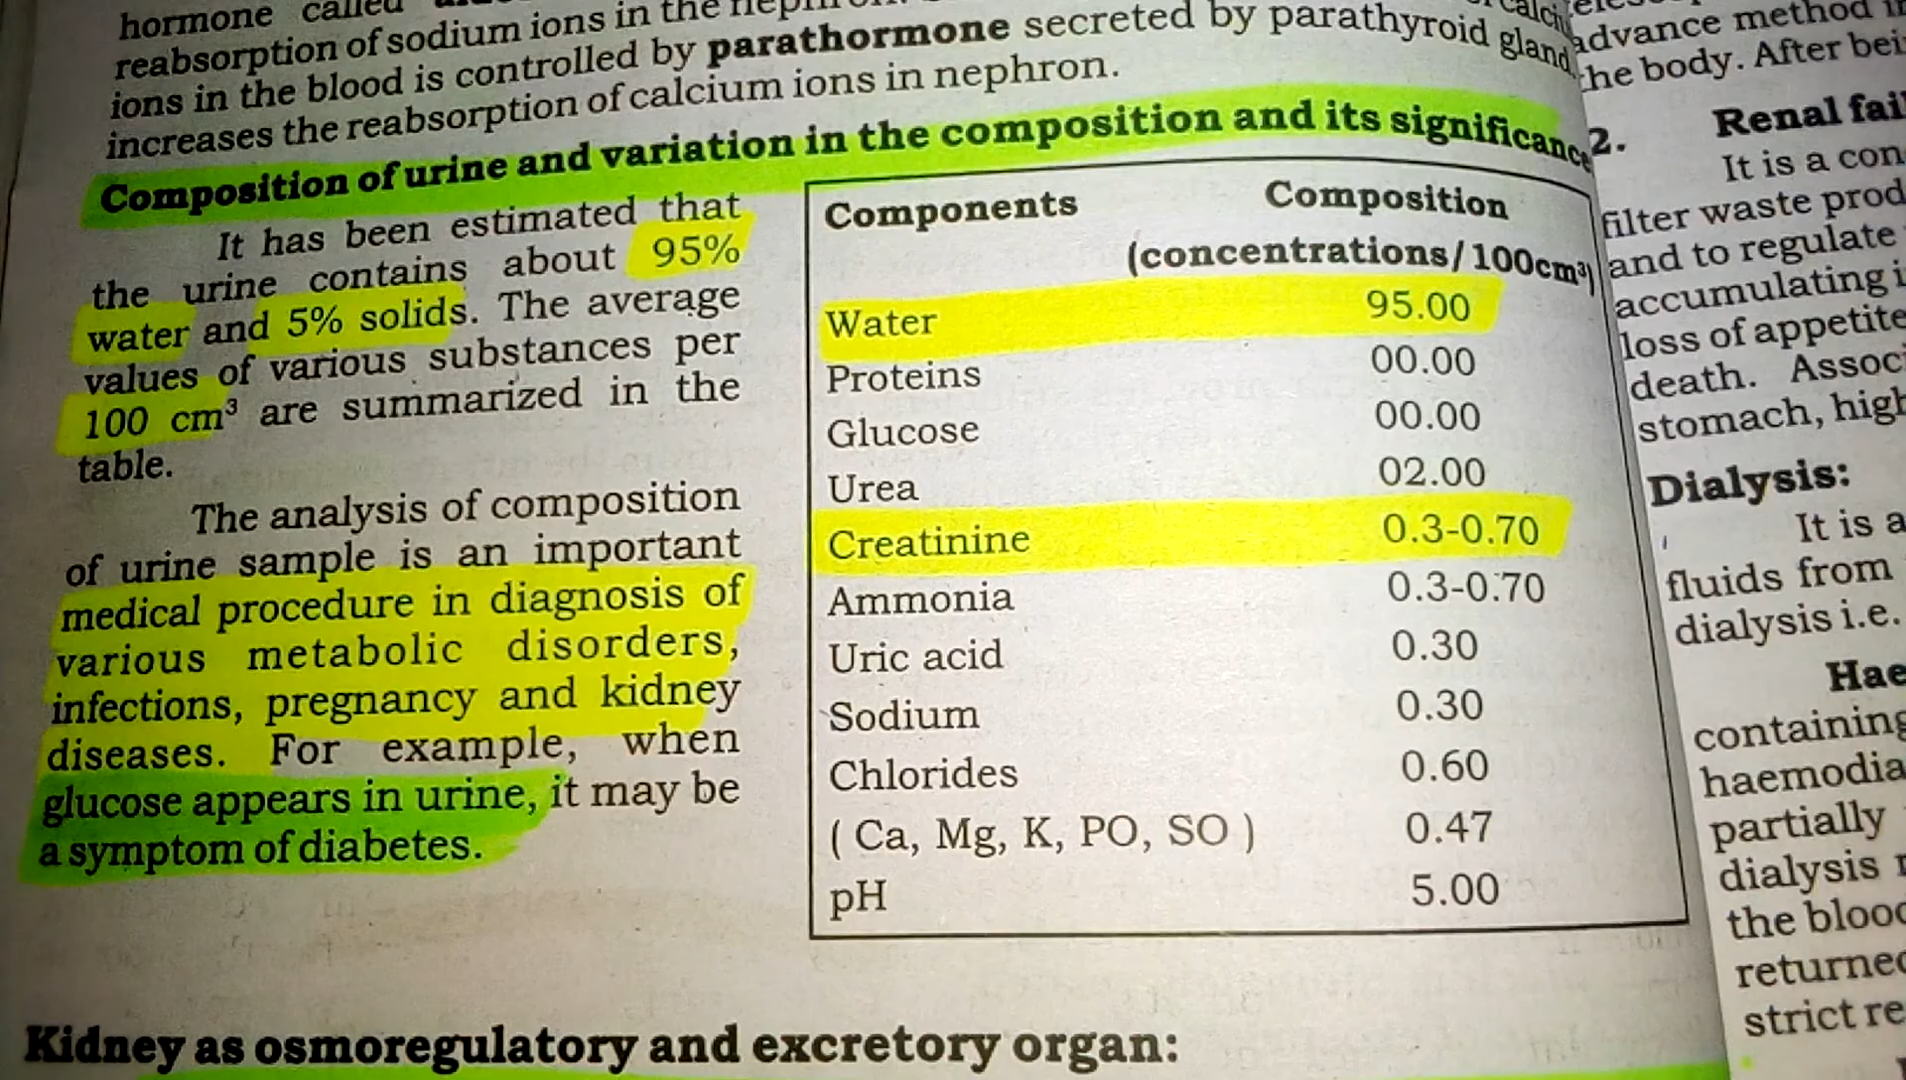 hormone called
reabsorption of sodium ions in the
ions in the blood is controlled by parathormone secreted by parathyroid gland
increases the reabsorption of calcium ions in nephron.
Composition of urine and variation in the composition and its significance
It has been estimated that
the urine contains about 95%
water and 5% solids. The average
values of various substances per
100 cm³ are summarized in the
table.
The analysis of composition
of urine sample is an important
medical procedure in diagnosis of
various metabolic disorders,
infections, pregnancy and kidney
diseases. For example, when
glucose appears in urine, it may be
a symptom of diabetes.
Components Composition
(concentrations/100cm³)
Water 95.00
Proteins 00.00
Glucose 00.00
Urea 02.00
Creatinine 0.3-0.70
Ammonia 0.3-0.70
Uric acid 0.30
Sodium 0.30
Chlorides 0.60
( Ca, Mg, K, PO, SO ) 0.47
pH 5.00
Kidney as osmoregulatory and excretory organ:
advance method
the body. After bei
2. Renal fail
It is a con
filter waste prod
and to regulate
accumulating i
loss of appetite
death. Assoc
stomach, high
Dialysis:
It is a
fluids from
dialysis i.e.
Hae
containing
haemodia
partially
dialysis
the blood
returned
strict re